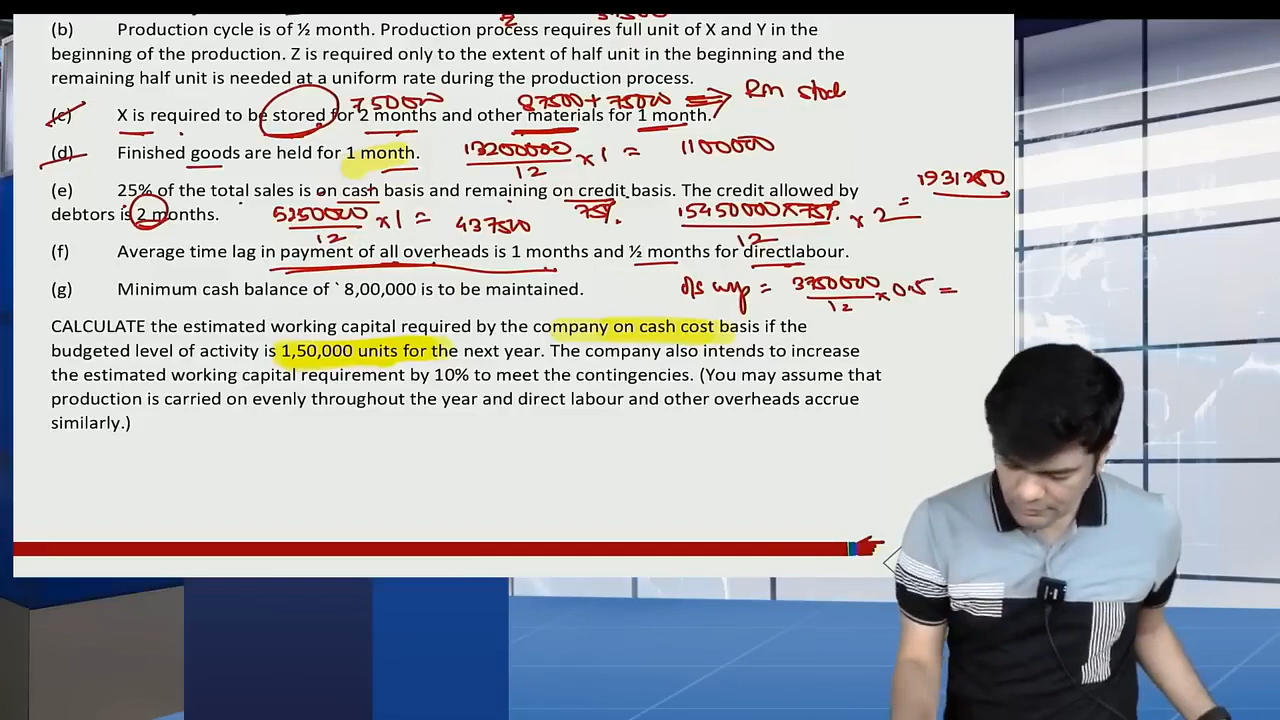 (b) Production cycle is of ½ month. Production process requires full unit of X and Y in the
beginning of the production. Z is required only to the extent of half unit in the beginning and the
remaining half unit is needed at a uniform rate during the production process.
750000 87500+75000 ⇒ RM stock
(c) X is required to be stored for 2 months and other materials for 1 month.
(d) Finished goods are held for 1 month. 13200000/12 ×1 = 1100000
(e) 25% of the total sales is on cash basis and remaining on credit basis. The credit allowed by
debtors is 2 months. 5250000/12 ×1 = 437500 75%. 15450000×75%/12 ×2 = 1931250
(f) Average time lag in payment of all overheads is 1 months and ½ months for directlabour.
(g) Minimum cash balance of ` 8,00,000 is to be maintained. o/s wages = 3750000/12 ×0.5 =
CALCULATE the estimated working capital required by the company on cash cost basis if the
budgeted level of activity is 1,50,000 units for the next year. The company also intends to increase
the estimated working capital requirement by 10% to meet the contingencies. (You may assume that
production is carried on evenly throughout the year and direct labour and other overheads accrue
similarly.)